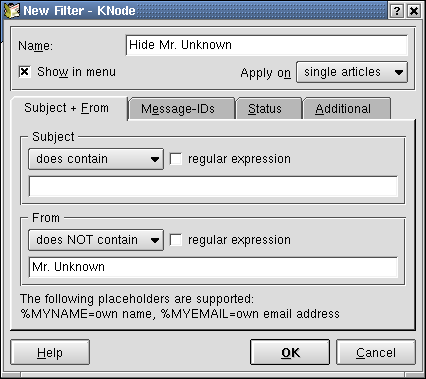 New Filter - KNode
Name: Hide Mr. Unknown
Show in menu Apply on single articles
Subject + From Message-IDs Status Additional
Subject
does contain regular expression
From
does NOT contain regular expression
Mr. Unknown
The following placeholders are supported:
%MYNAME=own name, %MYEMAIL=own email address
Help OK Cancel